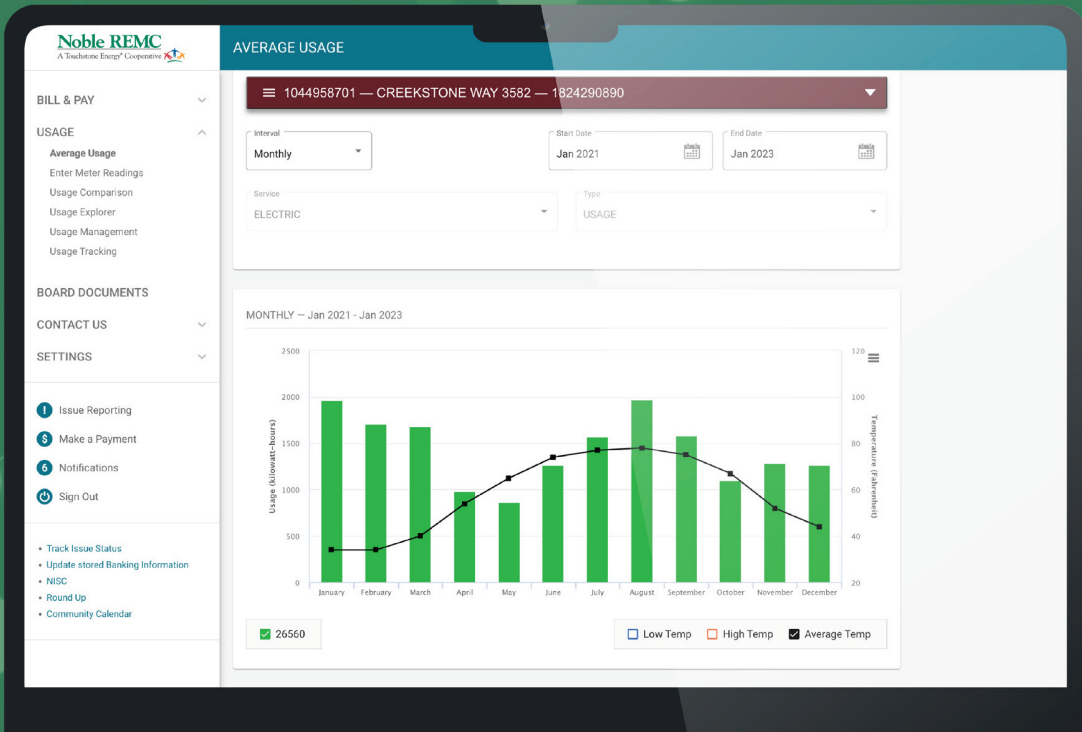 Noble REMC
A Touchstone Energy® Cooperative
AVERAGE USAGE
BILL & PAY
USAGE
Average Usage
Enter Meter Readings
Usage Comparison
Usage Explorer
Usage Management
Usage Tracking
BOARD DOCUMENTS
CONTACT US
SETTINGS
! Issue Reporting
$ Make a Payment
6 Notifications
Sign Out
• Track Issue Status
• Update stored Banking Information
• NISC
• Round Up
• Community Calendar
1044958701 — CREEKSTONE WAY 3582 — 1824290890
Interval
Monthly
Start Date
Jan 2021
End Date
Jan 2023
Service
ELECTRIC
Type
USAGE
MONTHLY — Jan 2021 - Jan 2023
Usage (kilowatt-hours)
2500
2000
1500
1000
500
0
120
100
80
60
40
20
Temperature (Fahrenheit)
January February March April May June July August September October November December
26560
Low Temp High Temp Average Temp